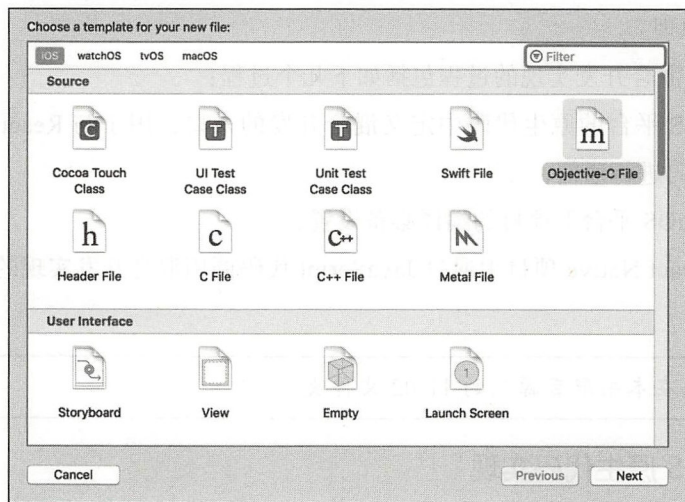 Choose a template for your new file:
iOS watchOS tvOS macOS
Filter
Source
C T T m
Cocoa Touch Class
UI Test Case Class
Unit Test Case Class
Swift File
Objective-C File
h c C++
Header File
C File
C++ File
Metal File
User Interface
1
Storyboard
View
Empty
Launch Screen
Cancel
Previous
Next